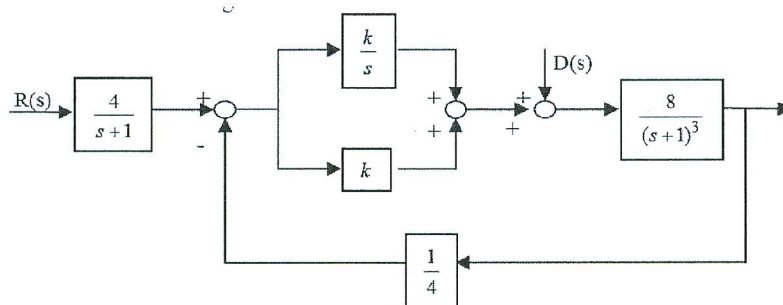 k
s
D(s)
R(s)
4
s+1
+
-
+
+
+
+
8
(s+1)³
k
1
4